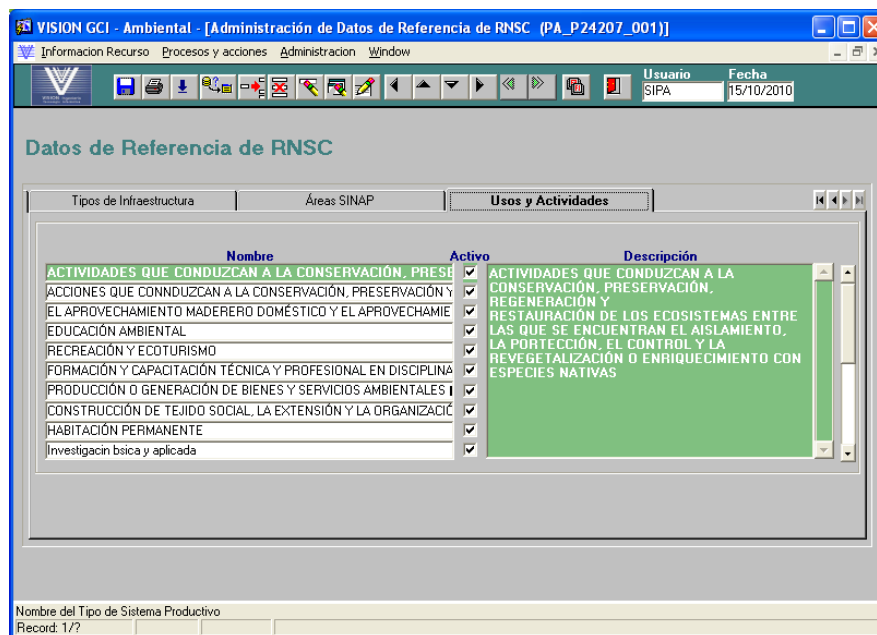 VISION GCI - Ambiental - [Administración de Datos de Referencia de RNSC (PA_P24207_001)]
Informacion Recurso Procesos y acciones Administracion Window
Usuario Fecha
SIPA 15/10/2010
Datos de Referencia de RNSC
Tipos de Infraestructura Áreas SINAP Usos y Actividades
Nombre Activo Descripción
ACTIVIDADES QUE CONDUZCAN A LA CONSERVACIÓN, PRESE
ACCIONES QUE CONNDUZCAN A LA CONSERVACIÓN, PRESERVACIÓN Y
EL APROVECHAMIENTO MADERERO DOMÉSTICO Y EL APROVECHAMIE
EDUCACIÓN AMBIENTAL
RECREACIÓN Y ECOTURISMO
FORMACIÓN Y CAPACITACIÓN TÉCNICA Y PROFESIONAL EN DISCIPLINA
PRODUCCIÓN O GENERACIÓN DE BIENES Y SERVICIOS AMBIENTALES
CONSTRUCCIÓN DE TEJIDO SOCIAL, LA EXTENSIÓN Y LA ORGANIZACIÓ
HABITACIÓN PERMANENTE
Investigacin bsica y aplicada
ACTIVIDADES QUE CONDUZCAN A LA
CONSERVACIÓN, PRESERVACIÓN,
REGENERACIÓN Y
RESTAURACIÓN DE LOS ECOSISTEMAS ENTRE
LAS QUE SE ENCUENTRAN EL AISLAMIENTO,
LA PORTECCIÓN, EL CONTROL Y LA
REVEGETALIZACIÓN O ENRIQUECIMIENTO CON
ESPECIES NATIVAS
Nombre del Tipo de Sistema Productivo
Record: 1/?